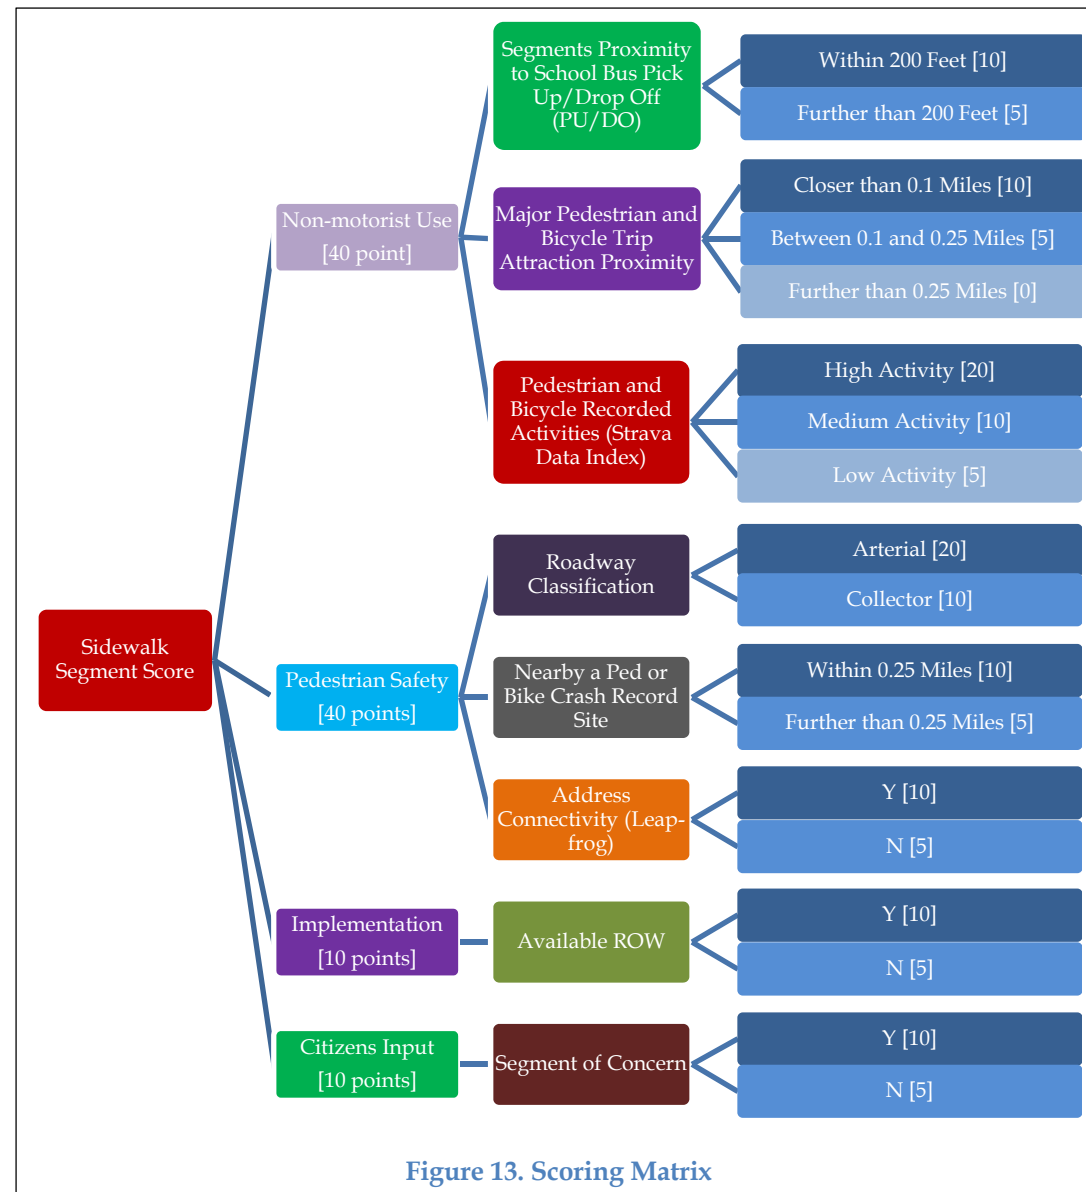 Sidewalk
Segment Score
Non-motorist Use
[40 point]
Segments Proximity
to School Bus Pick
Up/Drop Off
(PU/DO)
Within 200 Feet [10]
Further than 200 Feet [5]
Major Pedestrian and
Bicycle Trip
Attraction Proximity
Closer than 0.1 Miles [10]
Between 0.1 and 0.25 Miles [5]
Further than 0.25 Miles [0]
Pedestrian and
Bicycle Recorded
Activities (Strava
Data Index)
High Activity [20]
Medium Activity [10]
Low Activity [5]
Pedestrian Safety
[40 points]
Roadway
Classification
Arterial [20]
Collector [10]
Nearby a Ped or
Bike Crash Record
Site
Within 0.25 Miles [10]
Further than 0.25 Miles [5]
Address
Connectivity (Leap-
frog)
Y [10]
N [5]
Implementation
[10 points]
Available ROW
Y [10]
N [5]
Citizens Input
[10 points]
Segment of Concern
Y [10]
N [5]
Figure 13. Scoring Matrix